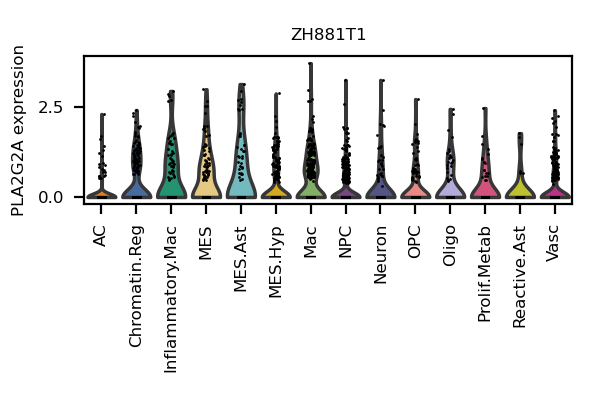 ZH881T1
PLA2G2A expression
2.5
0.0
AC
Chromatin.Reg
Inflammatory.Mac
MES
MES.Ast
MES.Hyp
Mac
NPC
Neuron
OPC
Oligo
Prolif.Metab
Reactive.Ast
Vasc